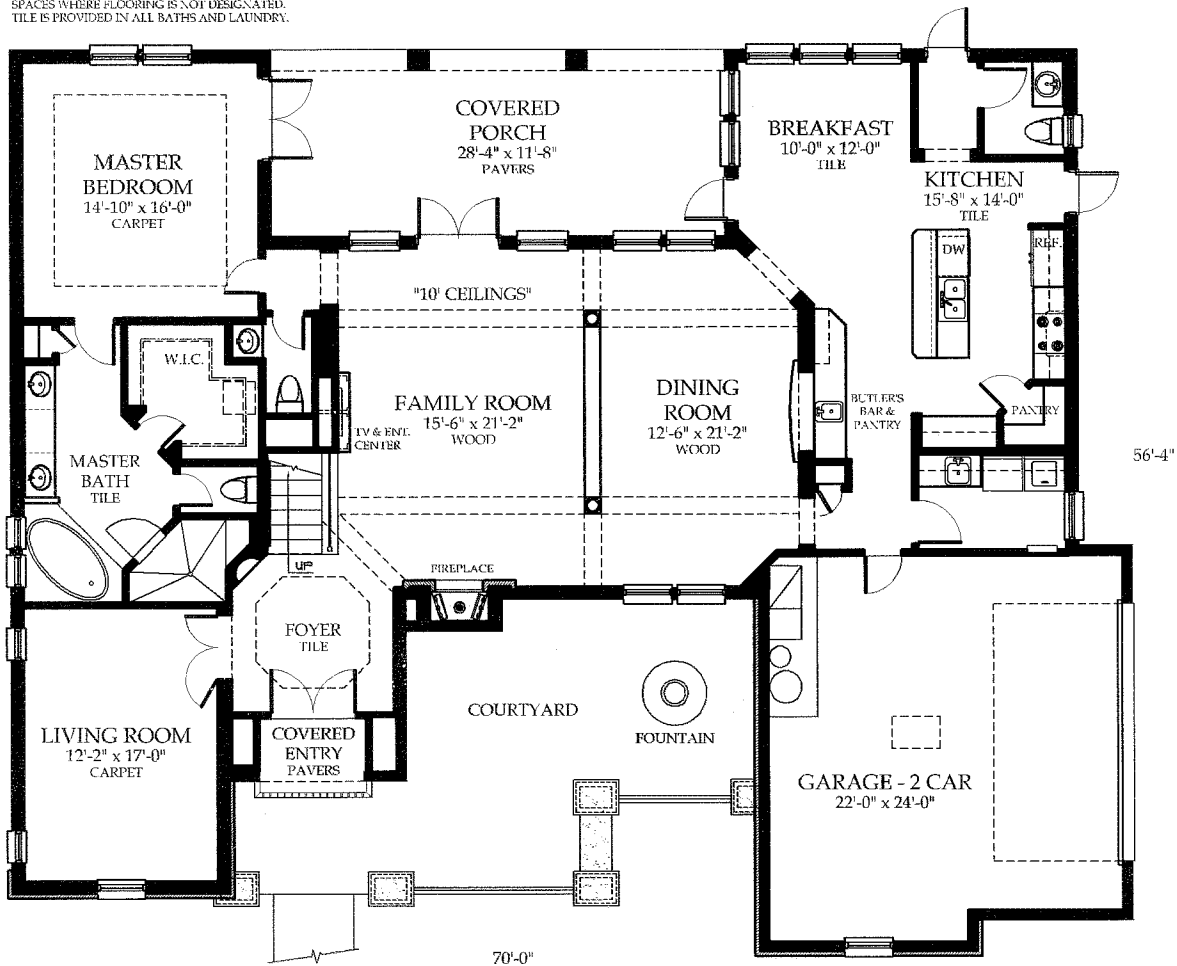 SPACES WHERE FLOORING IS NOT DESIGNATED.
TILE IS PROVIDED IN ALL BATHS AND LAUNDRY.
COVERED
PORCH
28'-4" x 11'-8"
PAVERS
BREAKFAST
10'-0" x 12'-0"
TILE
MASTER
BEDROOM
14'-10" x 16'-0"
CARPET
KITCHEN
15'-8" x 14'-0"
TILE
DW
REF.
"10' CEILINGS"
W.I.C.
FAMILY ROOM
15'-6" x 21'-2"
WOOD
DINING
ROOM
12'-6" x 21'-2"
WOOD
BUTLER'S
BAR &
PANTRY
PANTRY
TV & ENT.
CENTER
MASTER
BATH
TILE
56'-4"
UP
FIREPLACE
FOYER
TILE
COURTYARD
FOUNTAIN
LIVING ROOM
12'-2" x 17'-0"
CARPET
COVERED
ENTRY
PAVERS
GARAGE - 2 CAR
22'-0" x 24'-0"
70'-0"